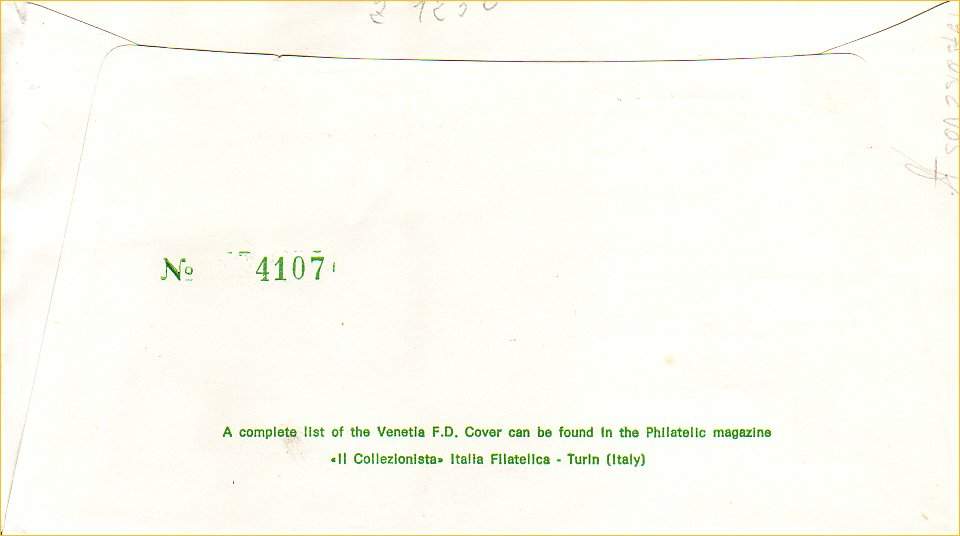 Nº 4107
A complete list of the Venetia F.D. Cover can be found in the Philatelic magazine
«Il Collezionista» Italia Filatelica - Turin (Italy)